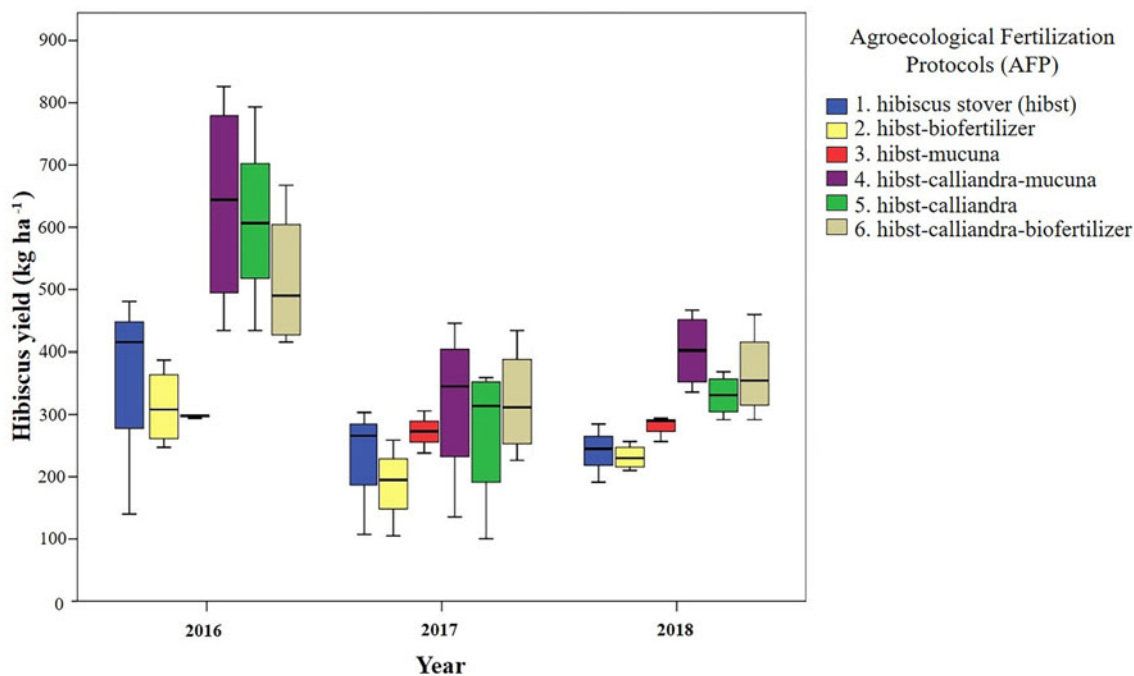 Agroecological Fertilization
Protocols (AFP)
1. hibiscus stover (hibst)
2. hibst-biofertilizer
3. hibst-mucuna
4. hibst-calliandra-mucuna
5. hibst-calliandra
6. hibst-calliandra-biofertilizer
Hibiscus yield (kg ha⁻¹)
900
800
700
600
500
400
300
200
100
0
2016 2017 2018
Year